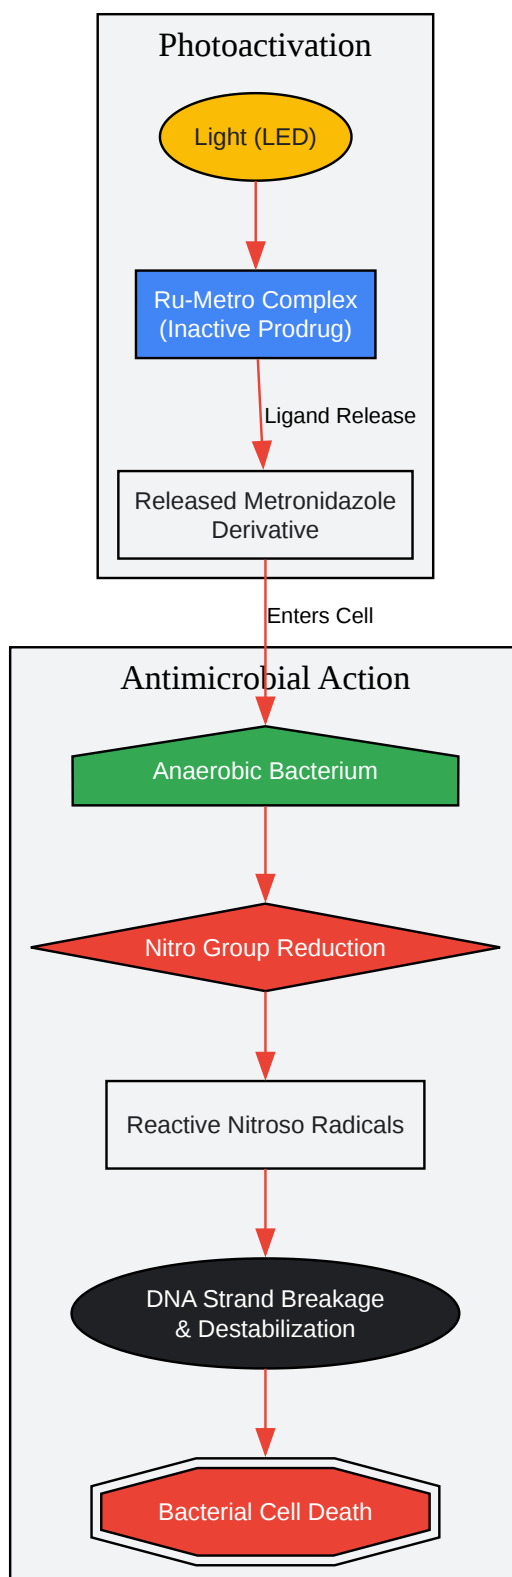 Photoactivation
Light (LED)
Ru-Metro Complex
(Inactive Prodrug)
Ligand Release
Released Metronidazole
Derivative
Enters Cell
Antimicrobial Action
Anaerobic Bacterium
Nitro Group Reduction
Reactive Nitroso Radicals
DNA Strand Breakage
& Destabilization
Bacterial Cell Death